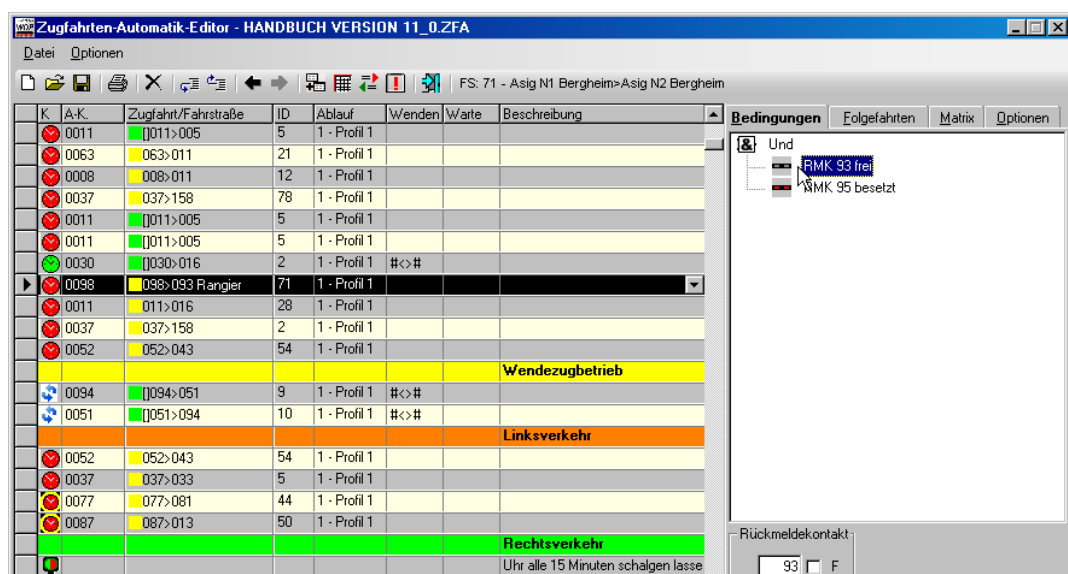 Zugfahrten-Automatik-Editor - HANDBUCH VERSION 11_0.ZFA
Datei Optionen
FS: 71 - Asig N1 Bergheim>Asig N2 Bergheim
K A-K. Zugfahrt/Fahrstraße ID Ablauf Wenden Warte Beschreibung
0011 []011>005 5 1 - Profil 1
0063 063>011 21 1 - Profil 1
0008 008>011 12 1 - Profil 1
0037 037>158 78 1 - Profil 1
0011 []011>005 5 1 - Profil 1
0011 []011>005 5 1 - Profil 1
0030 []030>016 2 1 - Profil 1 #<>#
0098 098>093 Rangier 71 1 - Profil 1
0011 011>016 28 1 - Profil 1
0037 037>158 2 1 - Profil 1
0052 052>043 54 1 - Profil 1
Wendezugbetrieb
0094 []094>051 9 1 - Profil 1 #<>#
0051 []051>094 10 1 - Profil 1 #<>#
Linksverkehr
0052 052>043 54 1 - Profil 1
0037 037>033 5 1 - Profil 1
0077 077>081 44 1 - Profil 1
0087 087>013 50 1 - Profil 1
Rechtsverkehr
Uhr alle 15 Minuten schalgen lasse
Bedingungen Folgefahrten Matrix Optionen
& Und
RMK 93 frei
RMK 95 besetzt
Rückmeldekontakt
93 F